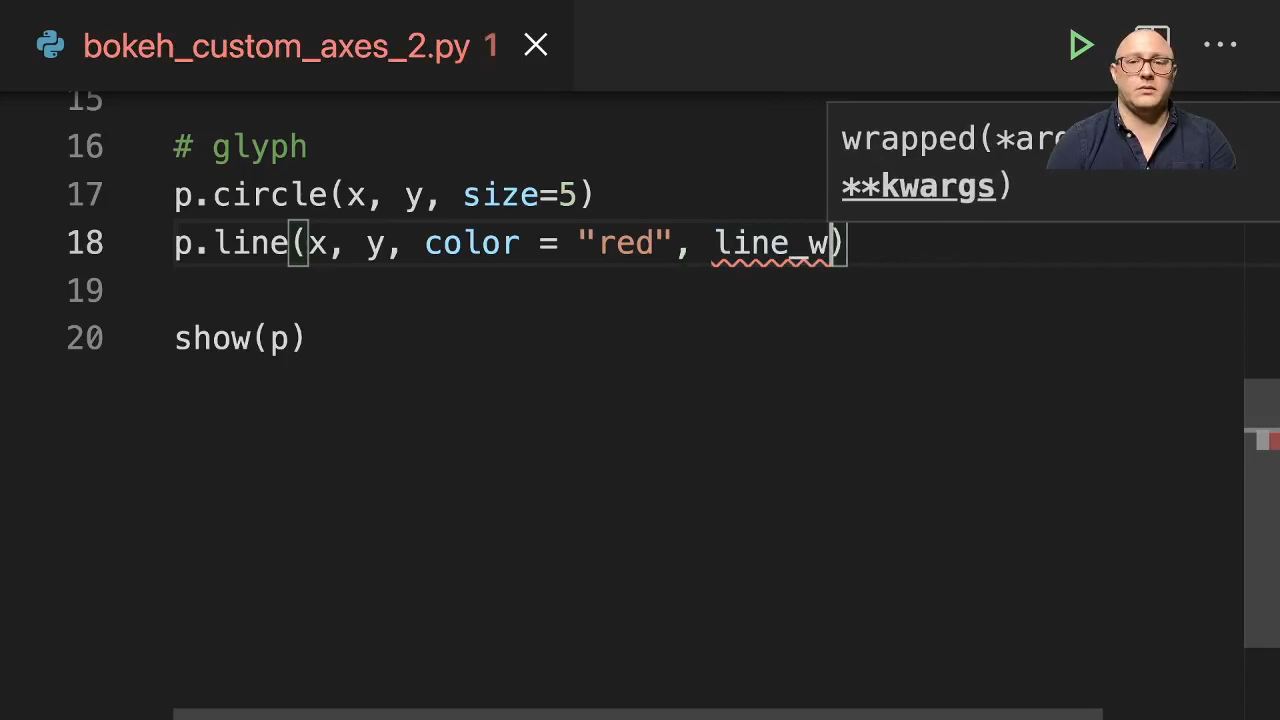 bokeh_custom_axes_2.py 1
15
16 # glyph
17 p.circle(x, y, size=5)
18 p.line(x, y, color = "red", line_w)
19
20 show(p)
wrapped(*arg
**kwargs)